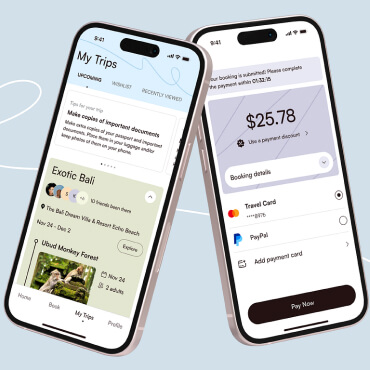 9:41
My Trips
UPCOMING
WISHLIST
RECENTLY VIEWED
Tips for your trip
Make copies of important documents
Make extra copies of your passport and important
documents. Place them in your luggage and/or
keep photos of them on your phone.
Exotic Bali
10 friends been there
The Bali Dream Villa & Resort Echo Beach
Nov 24 - Dec 2
Explore
Ubud Monkey Forest
Nov 24
2 adults
Home
Book
My Trips
Profile
9:41
our booking is submitted! Please complete
the payment within 01:32:15
$25.78
Use a payment discount
Booking details
Travel Card
****8976
PayPal
Add payment card
Pay Now